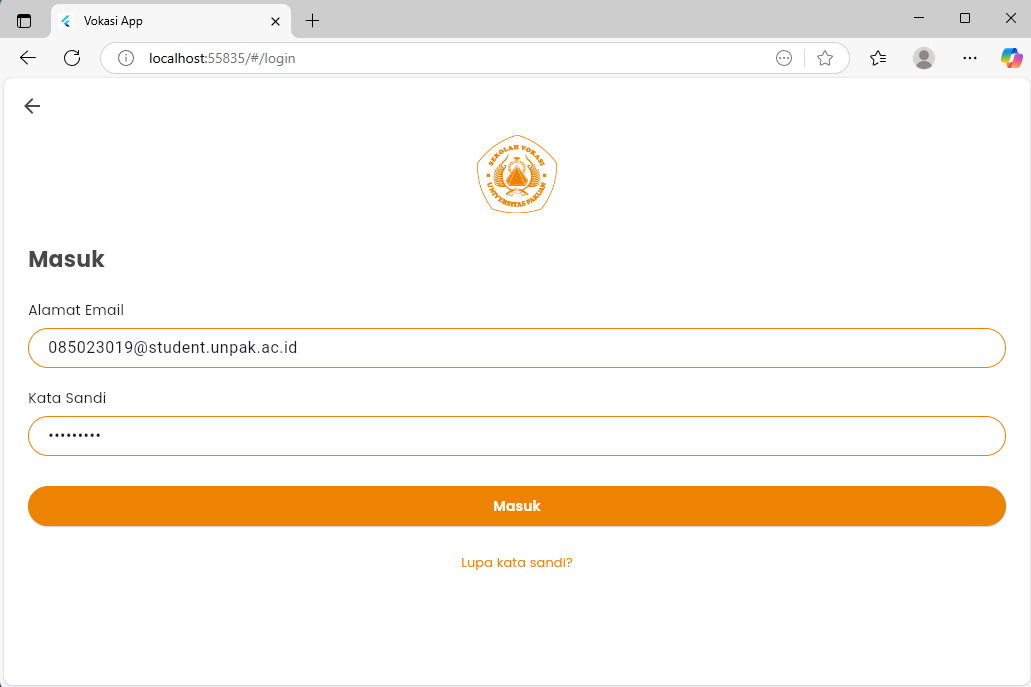 Vokasi App
localhost:55835/#/login
SEKOLAH VOKASI
UNIVERSITAS PAKUAN
Masuk
Alamat Email
085023019@student.unpak.ac.id
Kata Sandi
•••••••••
Masuk
Lupa kata sandi?